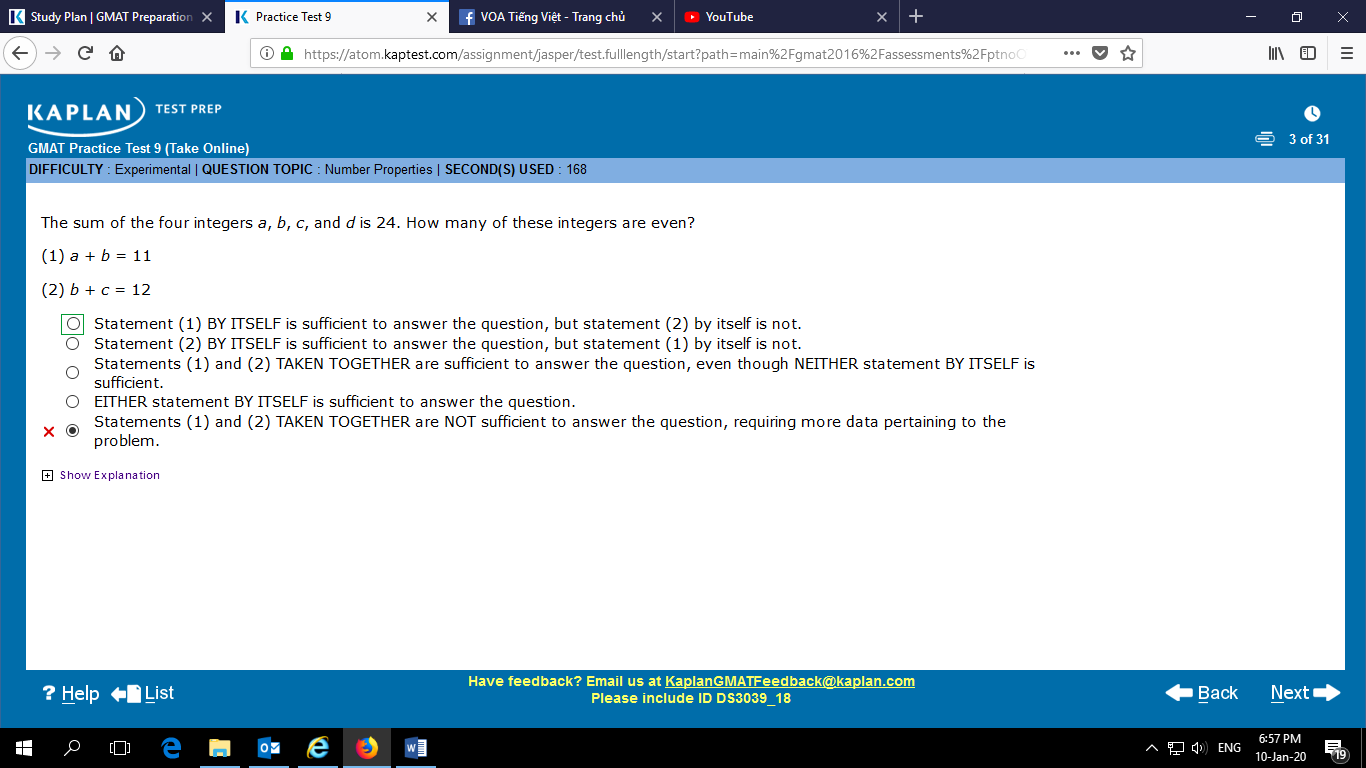 Study Plan | GMAT Preparation
Practice Test 9
VOA Tiếng Việt - Trang chủ
YouTube
https://atom.kaptest.com/assignment/jasper/test.fulllength/start?path=main%2Fgmat2016%2Fassessments%2Fptno
KAPLAN TEST PREP
3 of 31
GMAT Practice Test 9 (Take Online)
DIFFICULTY : Experimental | QUESTION TOPIC : Number Properties | SECOND(S) USED : 168
The sum of the four integers a, b, c, and d is 24. How many of these integers are even?
(1) a + b = 11
(2) b + c = 12
Statement (1) BY ITSELF is sufficient to answer the question, but statement (2) by itself is not.
Statement (2) BY ITSELF is sufficient to answer the question, but statement (1) by itself is not.
Statements (1) and (2) TAKEN TOGETHER are sufficient to answer the question, even though NEITHER statement BY ITSELF is
sufficient.
EITHER statement BY ITSELF is sufficient to answer the question.
Statements (1) and (2) TAKEN TOGETHER are NOT sufficient to answer the question, requiring more data pertaining to the
problem.
Show Explanation
? Help
List
Have feedback? Email us at KaplanGMATFeedback@kaplan.com
Please include ID DS3039_18
Back
Next
ENG
6:57 PM
10-Jan-20
19